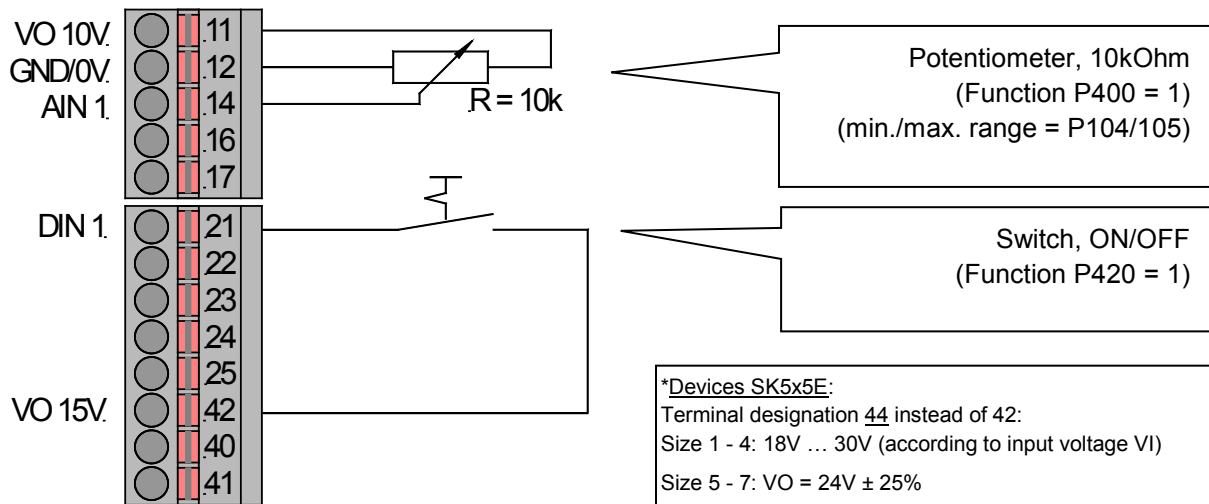 VO 10V .11
GND/0V .12
AIN 1 .14
.16
.17
R = 10k
Potentiometer, 10kOhm
(Function P400 = 1)
(min./max. range = P104/105)
DIN 1 .21
.22
.23
.24
.25
VO 15V .42
.40
.41
Switch, ON/OFF
(Function P420 = 1)
*Devices SK5x5E:
Terminal designation 44 instead of 42:
Size 1 - 4: 18V … 30V (according to input voltage VI)
Size 5 - 7: VO = 24V ± 25%